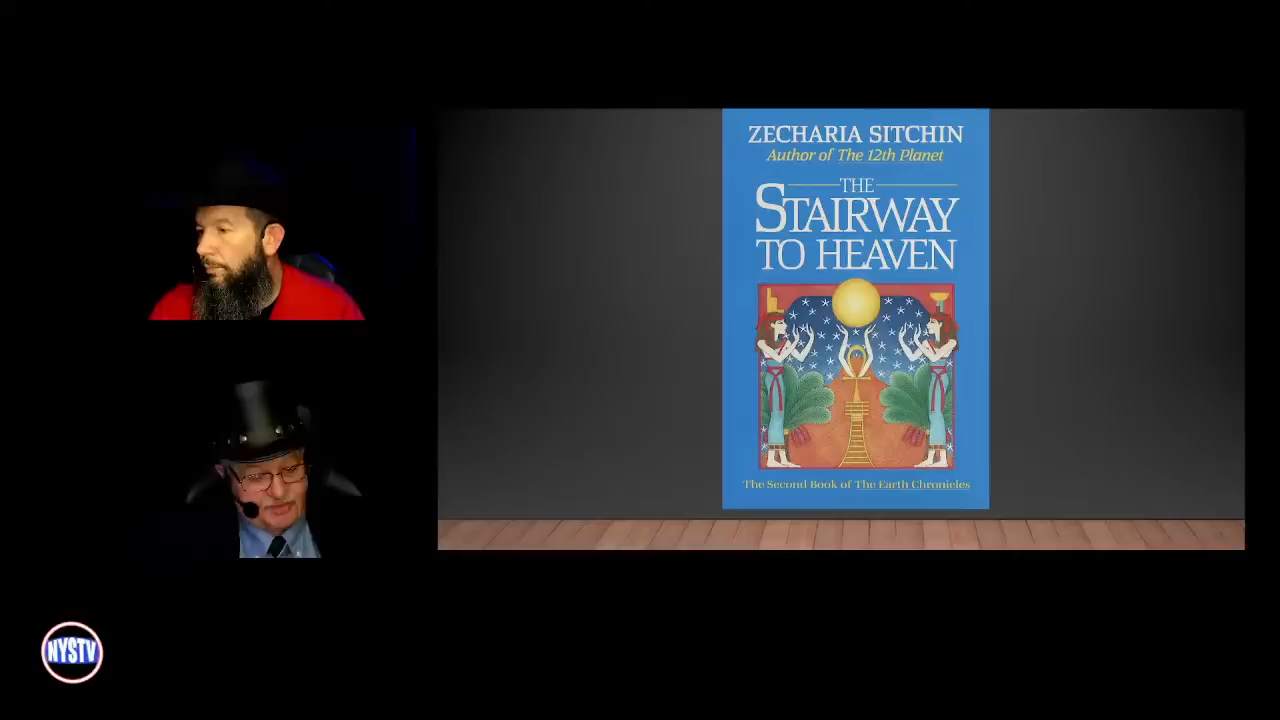 ZECHARIA SITCHIN
Author of The 12th Planet
THE
STAIRWAY
TO HEAVEN
The Second Book of The Earth Chronicles
NYSTV